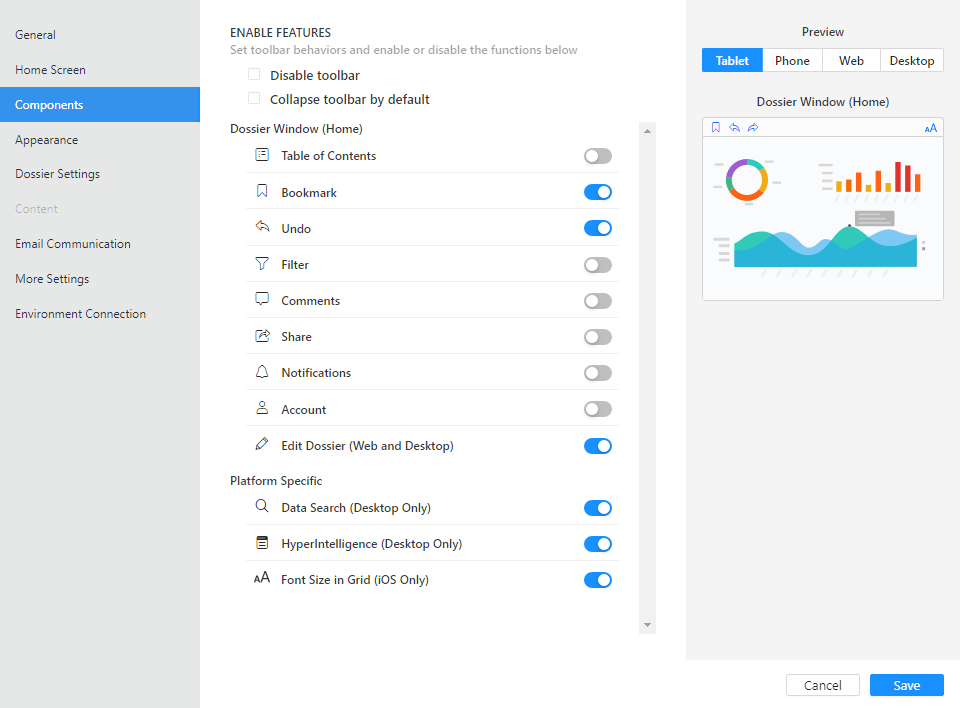 General
Home Screen
Components
Appearance
Dossier Settings
Content
Email Communication
More Settings
Environment Connection
ENABLE FEATURES
Set toolbar behaviors and enable or disable the functions below
Disable toolbar
Collapse toolbar by default
Dossier Window (Home)
Table of Contents
Bookmark
Undo
Filter
Comments
Share
Notifications
Account
Edit Dossier (Web and Desktop)
Platform Specific
Data Search (Desktop Only)
HyperIntelligence (Desktop Only)
AA Font Size in Grid (iOS Only)
Preview
Tablet Phone Web Desktop
Dossier Window (Home)
AA
Cancel Save